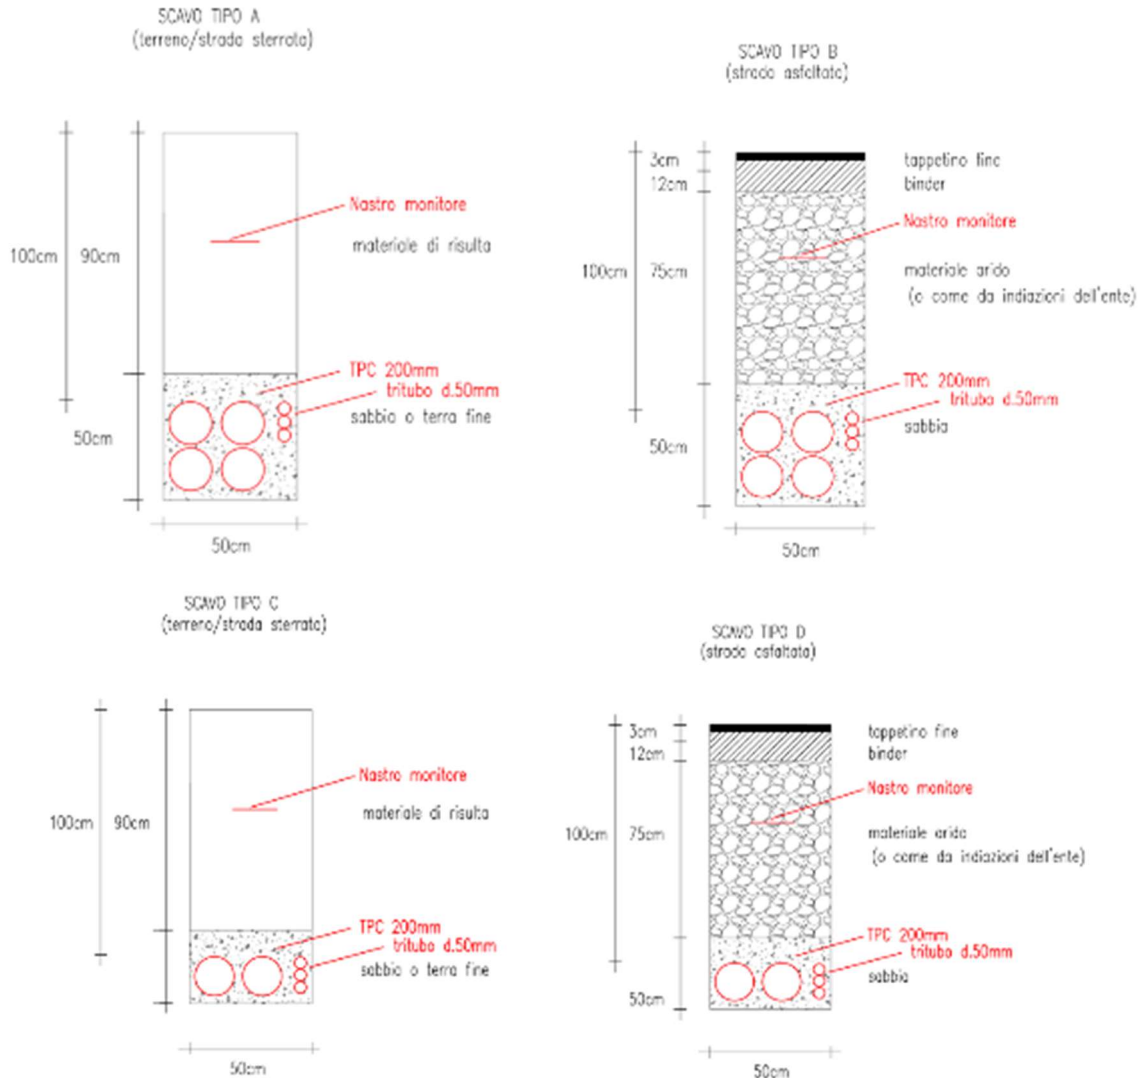 SCAVO TIPO A
(terreno/strada sterrata)
100cm
90cm
50cm
Nastro monitore
materiale di risulta
TPC 200mm
tritubo d.50mm
sabbia o terra fine
50cm
SCAVO TIPO B
(strada asfaltata)
3cm
12cm
100cm
75cm
50cm
tappetino fine
binder
Nastro monitore
materiale arido
(o come da indiazioni dell'ente)
TPC 200mm
tritubo d.50mm
sabbia
50cm
SCAVO TIPO C
(terreno/strada sterrata)
100cm
90cm
Nastro monitore
materiale di risulta
TPC 200mm
tritubo d.50mm
sabbia o terra fine
50cm
SCAVO TIPO D
(strada asfaltata)
3cm
12cm
100cm
75cm
50cm
tappetino fine
binder
Nastro monitore
materiale arido
(o come da indiazioni dell'ente)
TPC 200mm
tritubo d.50mm
sabbia
50cm